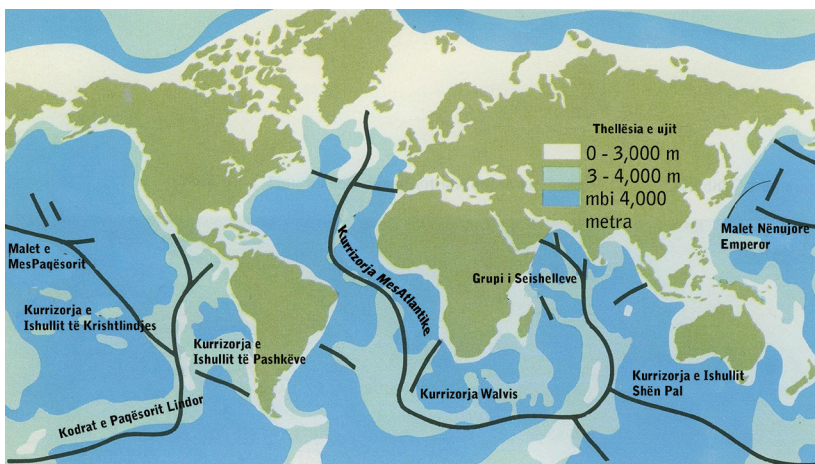 Thellësia e ujit
0 - 3,000 m
3 - 4,000 m
mbi 4,000
metra
Malet e
MesPaqësorit
Kurrizorja e
Ishullit të Krishtlindjes
Kurrizorja e
Ishullit të Pashkëve
Kodrat e Paqësorit Lindor
Kurrizorja MesAtlantike
Kurrizorja Walvis
Grupi i Seishelleve
Kurrizorja e Ishullit
Shën Pal
Malet Nënujore
Emperor